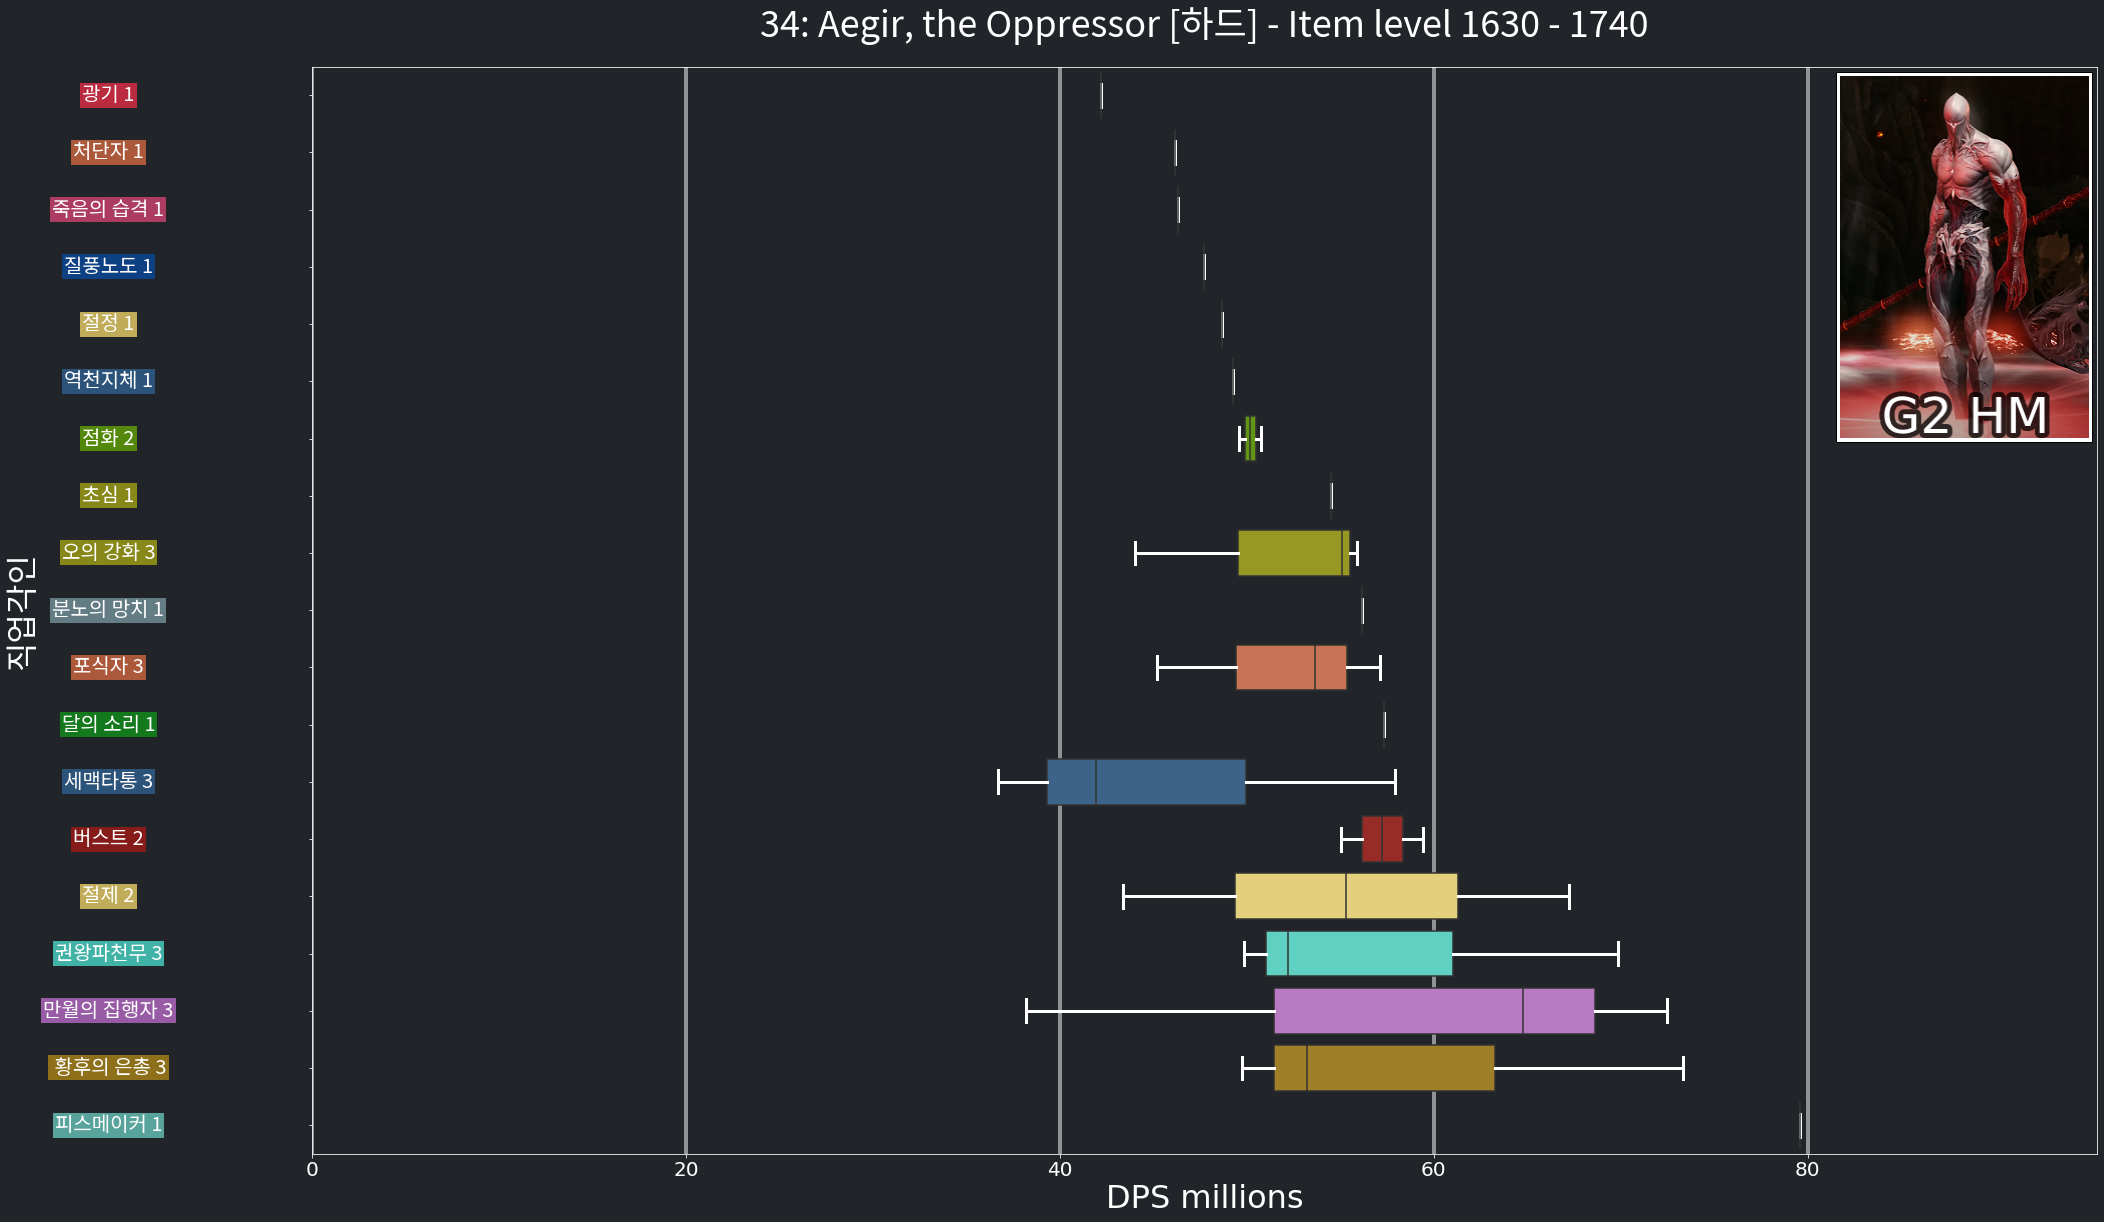 34: Aegir, the Oppressor [하드] - Item level 1630 - 1740
광기 1
처단자 1
죽음의 습격 1
질풍노도 1
절정 1
역천지체 1
점화 2
초심 1
오의 강화 3
분노의 망치 1
포식자 3
달의 소리 1
세맥타통 3
버스트 2
절제 2
권왕파천무 3
만월의 집행자 3
황후의 은총 3
피스메이커 1
직업각인
G2 HM
0 20 40 60 80
DPS millions